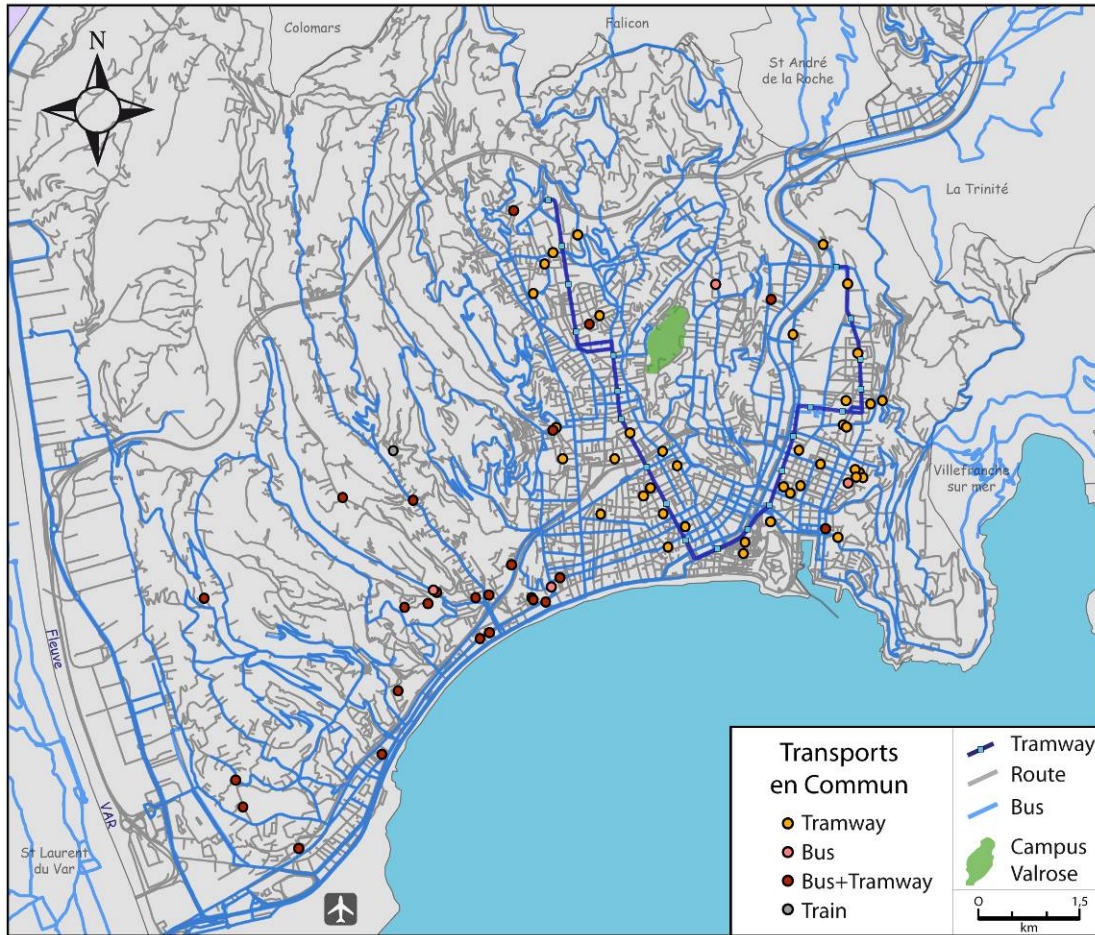 Colomars
Falicon
N
St André
de la Roche
La Trinité
Villefranche
sur mer
Fleuve
VAR
St Laurent
du Var
Transports
en Commun
Tramway
Bus
Bus+Tramway
Train
Tramway
Route
Bus
Campus
Valrose
0 1,5
km